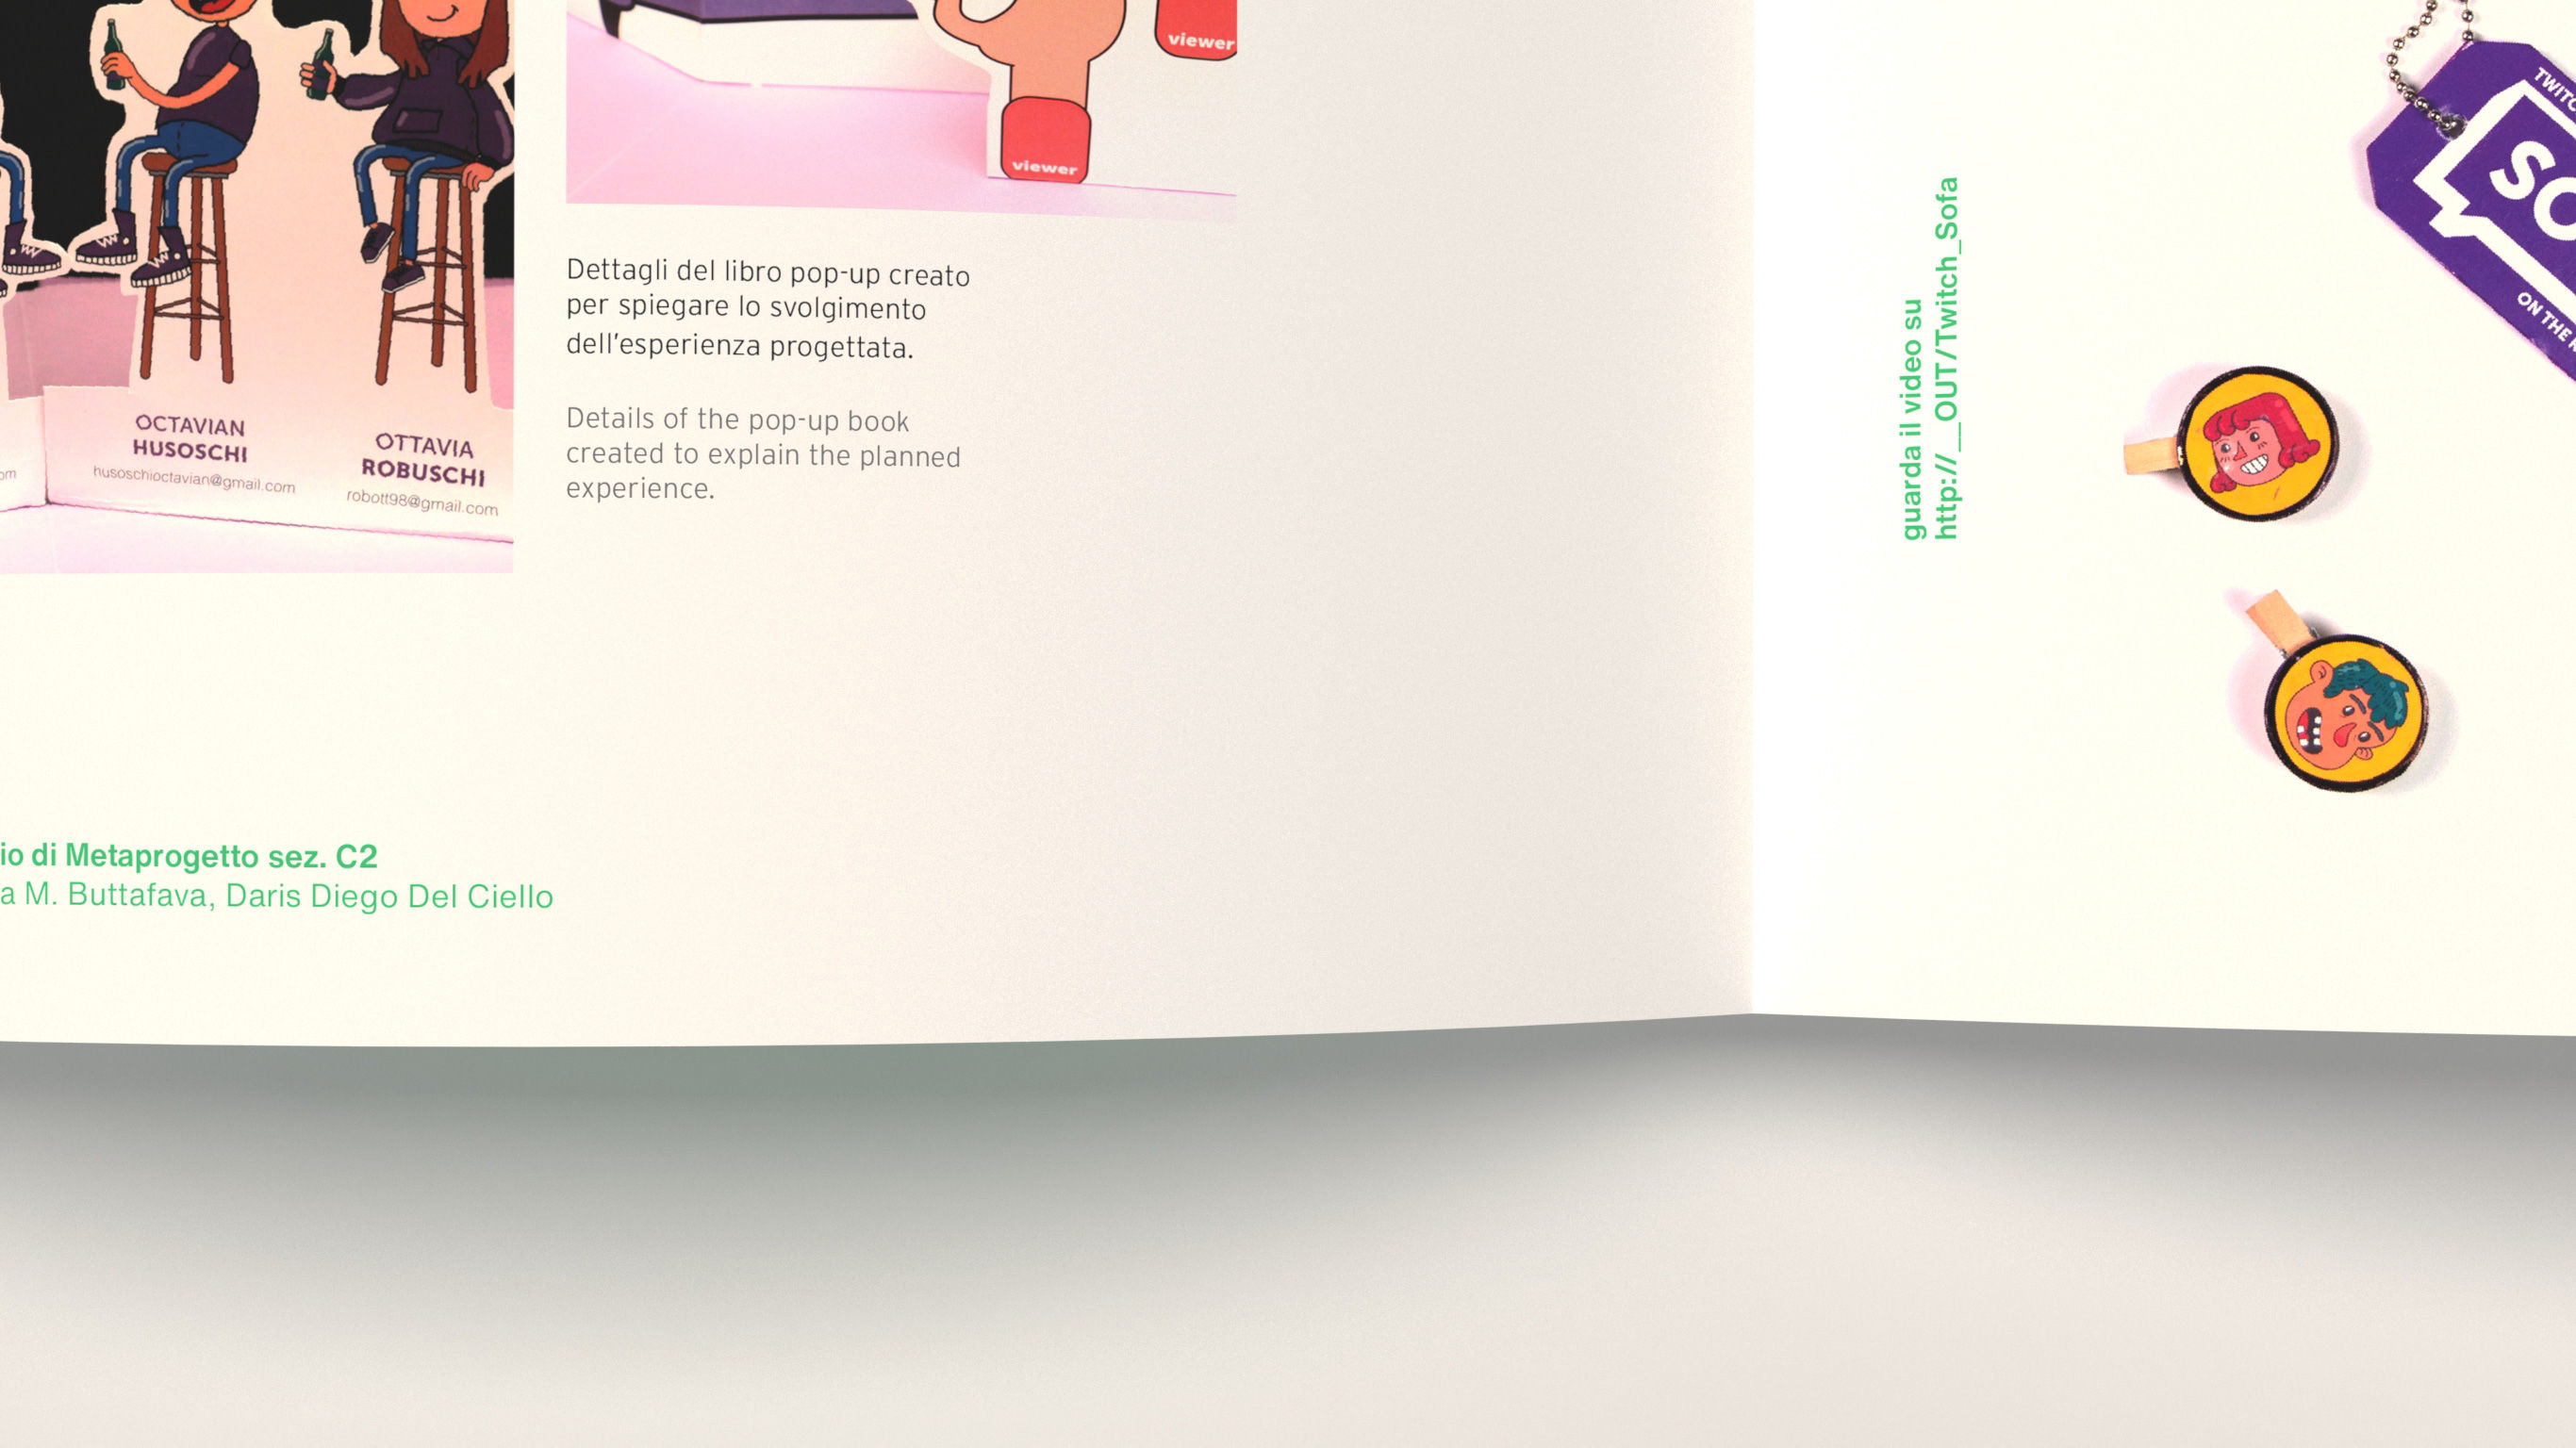 viewer
viewer
OCTAVIAN
HUSOSCHI
husoschioctavian@gmail.com
OTTAVIA
ROBUSCHI
robott98@gmail.com
om
Dettagli del libro pop-up creato
per spiegare lo svolgimento
dell'esperienza progettata.
Details of the pop-up book
created to explain the planned
experience.
io di Metaprogetto sez. C2
a M. Buttafava, Daris Diego Del Ciello
guarda il video su
http://__OUT/Twitch_Sofa
TWITC
SO
ON THE